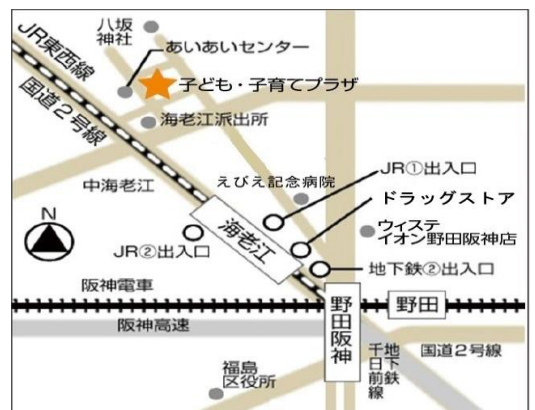 八坂
神社
あいあいセンター
JR東西線
国道2号線
子ども・子育てプラザ
海老江派出所
JR①出入口
えびえ記念病院
中海老江
ドラッグストア
N
海老江
ウィステ
イオン野田阪神店
JR②出入口
地下鉄②出入口
阪神電車
野田阪神
野田
阪神高速
地下鉄
千日前線
国道2号線
福島
区役所